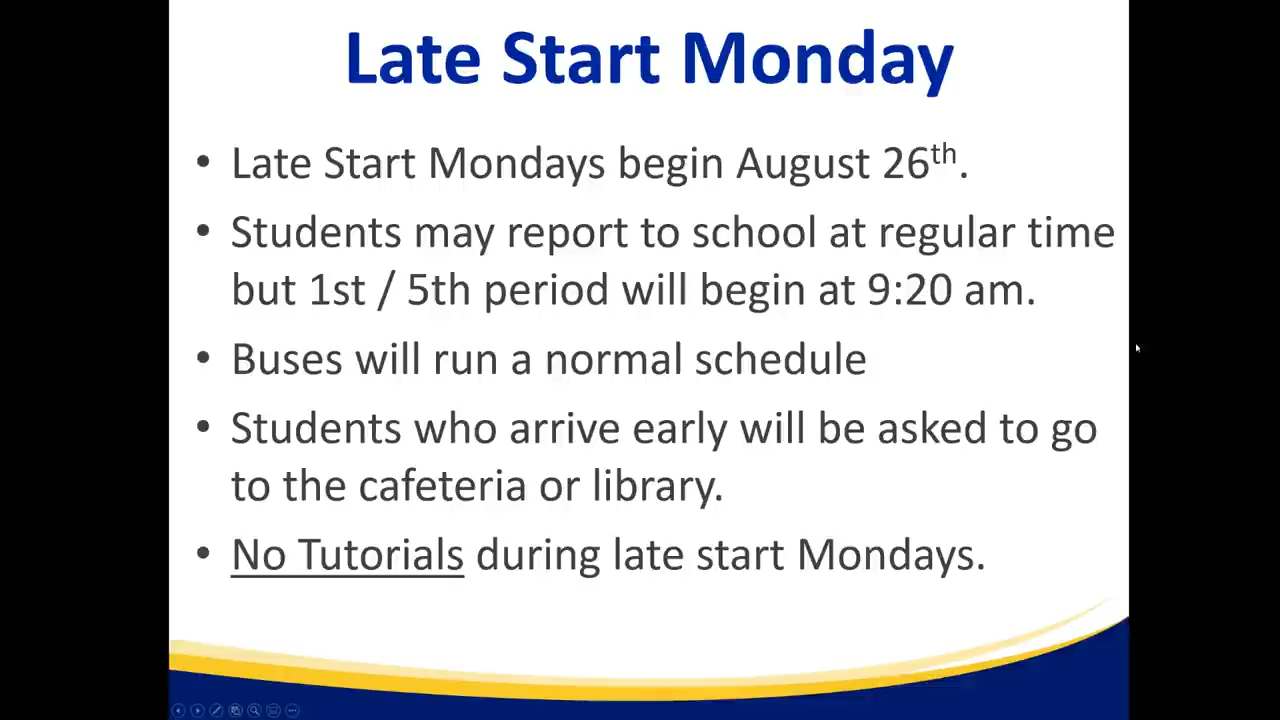 Late Start Monday
• Late Start Mondays begin August 26th.
• Students may report to school at regular time
but 1st / 5th period will begin at 9:20 am.
• Buses will run a normal schedule
• Students who arrive early will be asked to go
to the cafeteria or library.
• No Tutorials during late start Mondays.